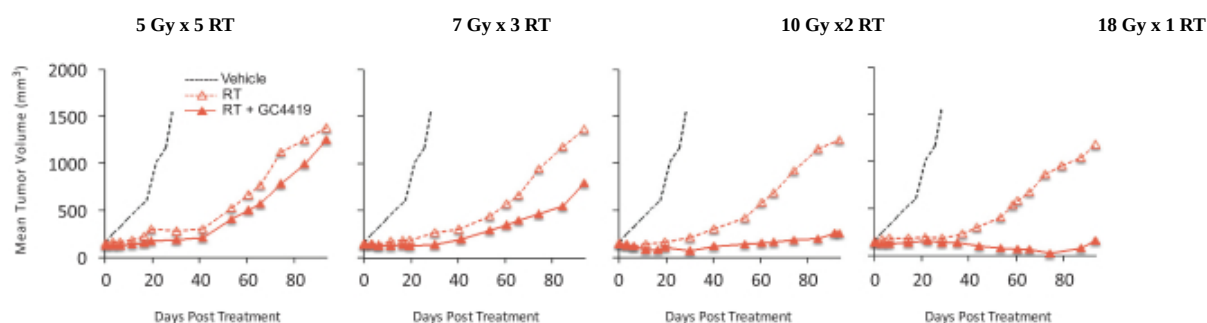 5 Gy x 5 RT
7 Gy x 3 RT
10 Gy x2 RT
18 Gy x 1 RT
Mean Tumor Volume (mm³)
2000
1500
1000
500
0
Vehicle
RT
RT + GC4419
0 20 40 60 80
0 20 40 60 80
0 20 40 60 80
0 20 40 60 80
Days Post Treatment
Days Post Treatment
Days Post Treatment
Days Post Treatment